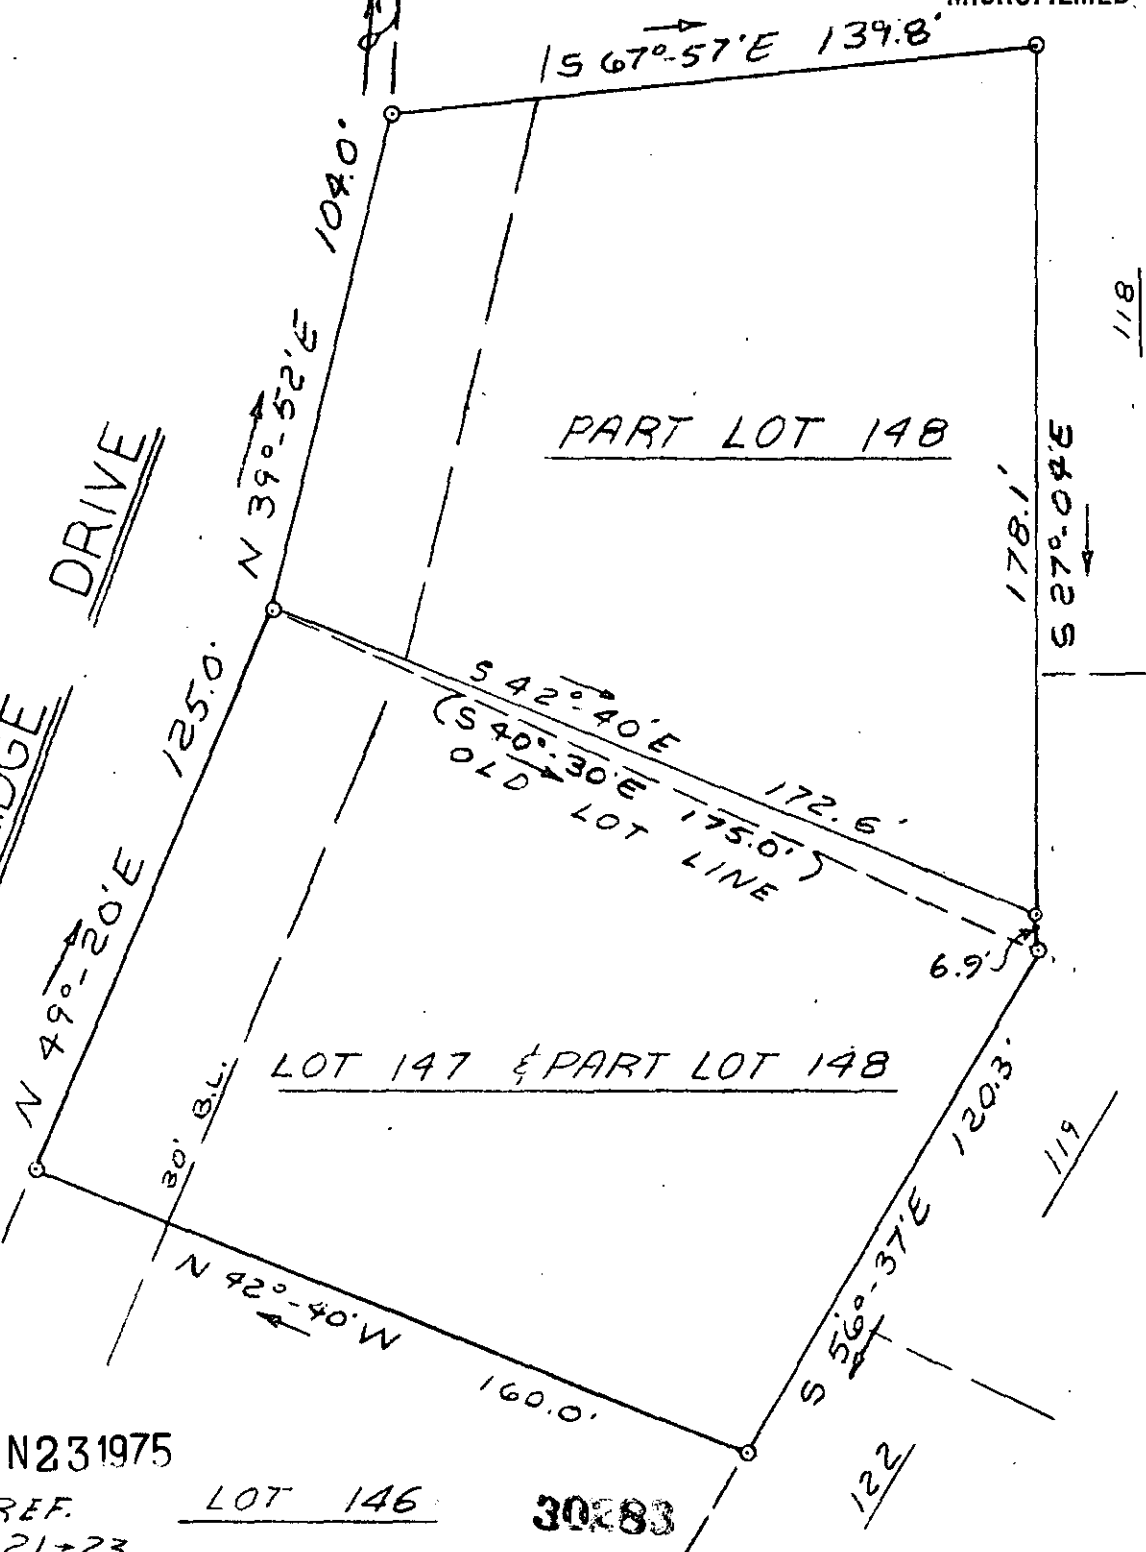 S 67°-57'E 139.8'
104.0'
N 39°-52'E
118
DRIVE
PART LOT 148
178.1'
S 27°-04'E
125.0'
S 42°-40'E 172.6'
(S 40°-30'E 175.0')
OLD LOT LINE
6.9'
N 49°-20'E
LOT 147 & PART LOT 148
120.3'
119
30' B.L.
S 56°-37'E
N 42°-40'W
160.0'
N231975
REF.
21→23
LOT 146
122